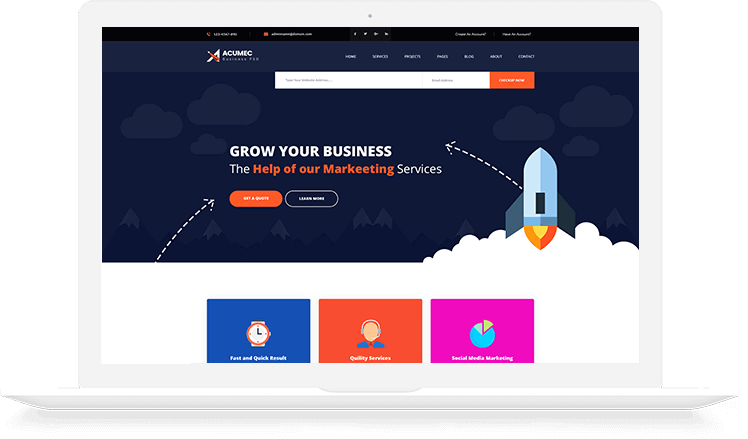 123-4567-890 adminname@domain.com Create An Account? Have An Account?
ACUMEC
Business PSD
HOME SERVICES PROJECTS PAGES BLOG ABOUT CONTACT
Type Your Website Address..... Email Address CHECKUP NOW
GROW YOUR BUSINESS
The Help of our Markeeting Services
GET A QUOTE LEARN MORE
Fast and Quick Result Quility Services Social Media Marketing